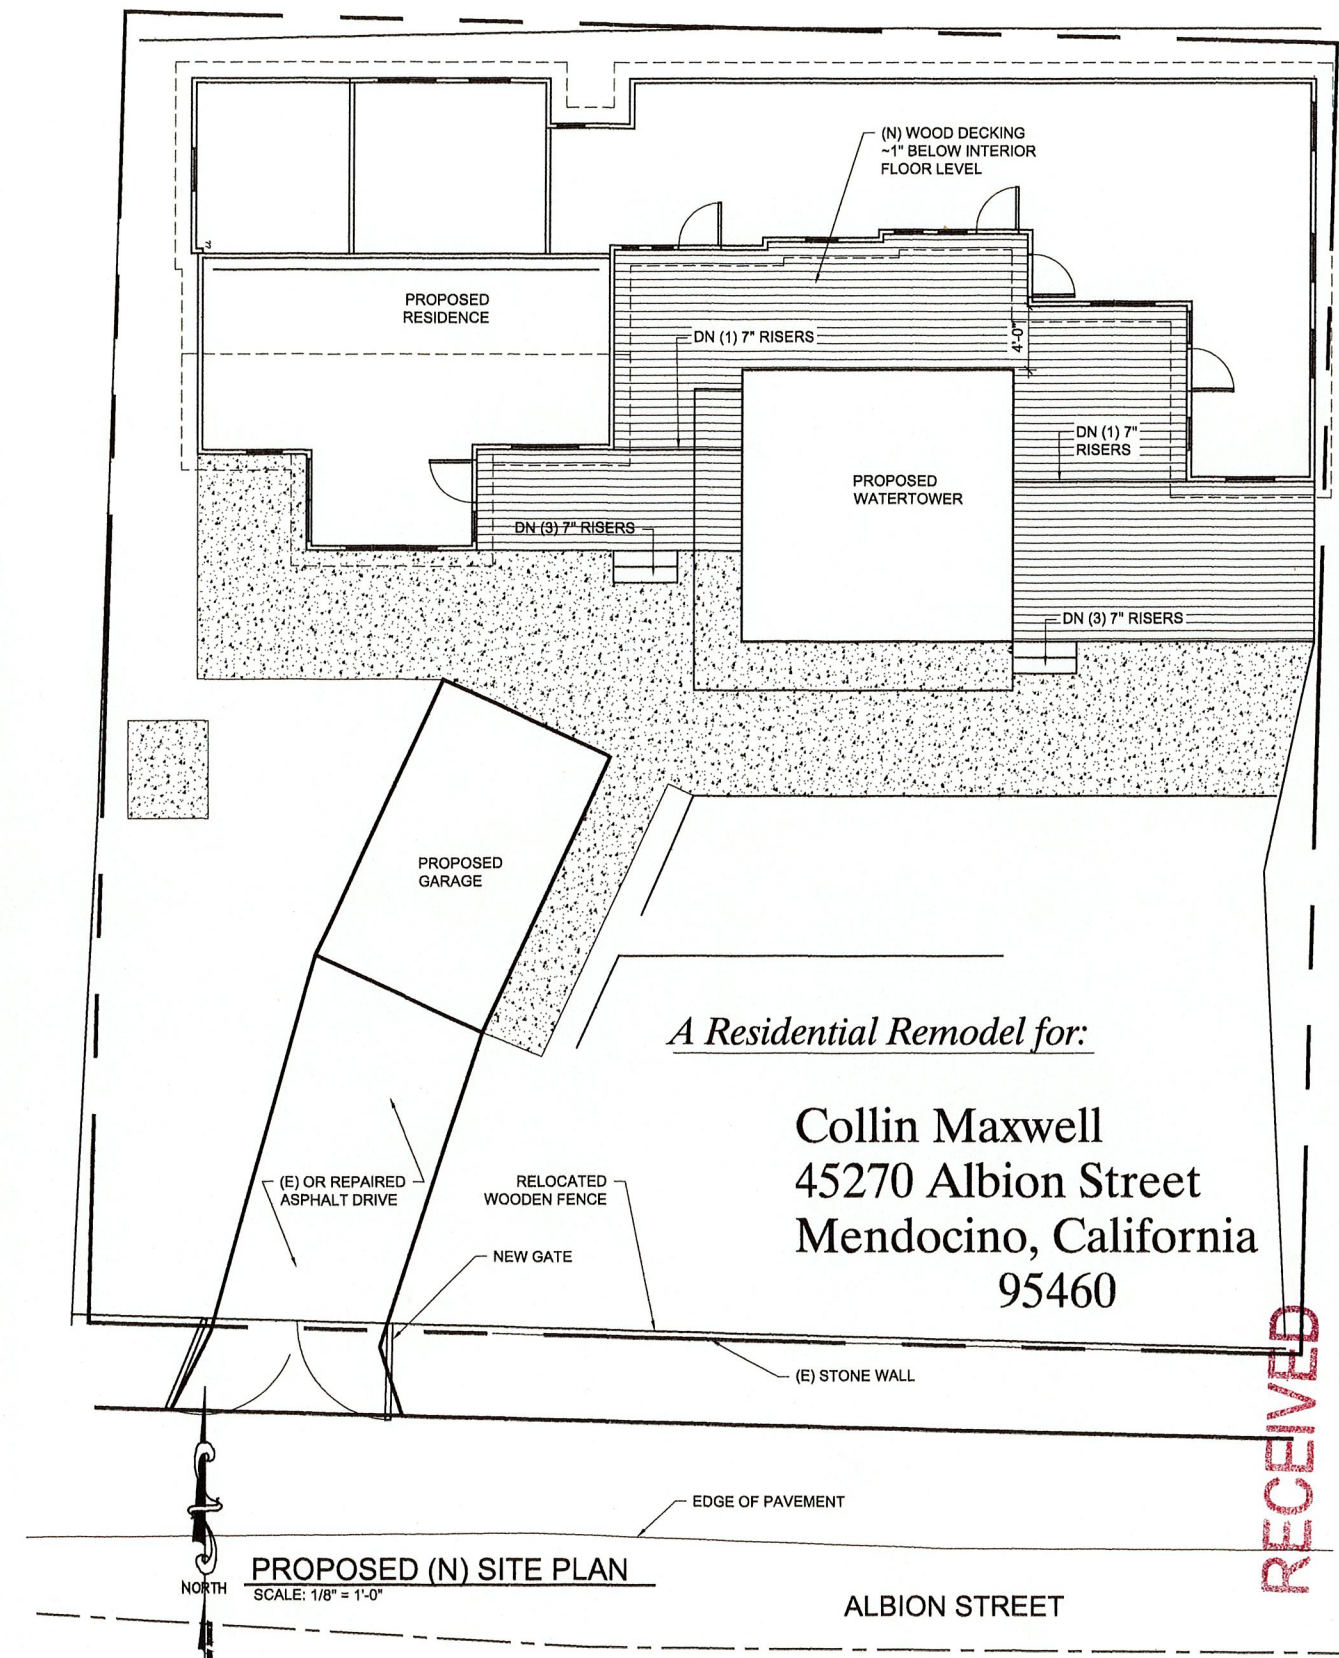 (N) WOOD DECKING
~1" BELOW INTERIOR
FLOOR LEVEL
PROPOSED
RESIDENCE
DN (1) 7" RISERS
4'-0"
DN (1) 7"
RISERS
PROPOSED
WATERTOWER
DN (3) 7" RISERS
DN (3) 7" RISERS
PROPOSED
GARAGE
A Residential Remodel for:
Collin Maxwell
45270 Albion Street
Mendocino, California
95460
(E) OR REPAIRED
ASPHALT DRIVE
RELOCATED
WOODEN FENCE
NEW GATE
(E) STONE WALL
RECEIVED
EDGE OF PAVEMENT
NORTH
PROPOSED (N) SITE PLAN
SCALE: 1/8" = 1'-0"
ALBION STREET